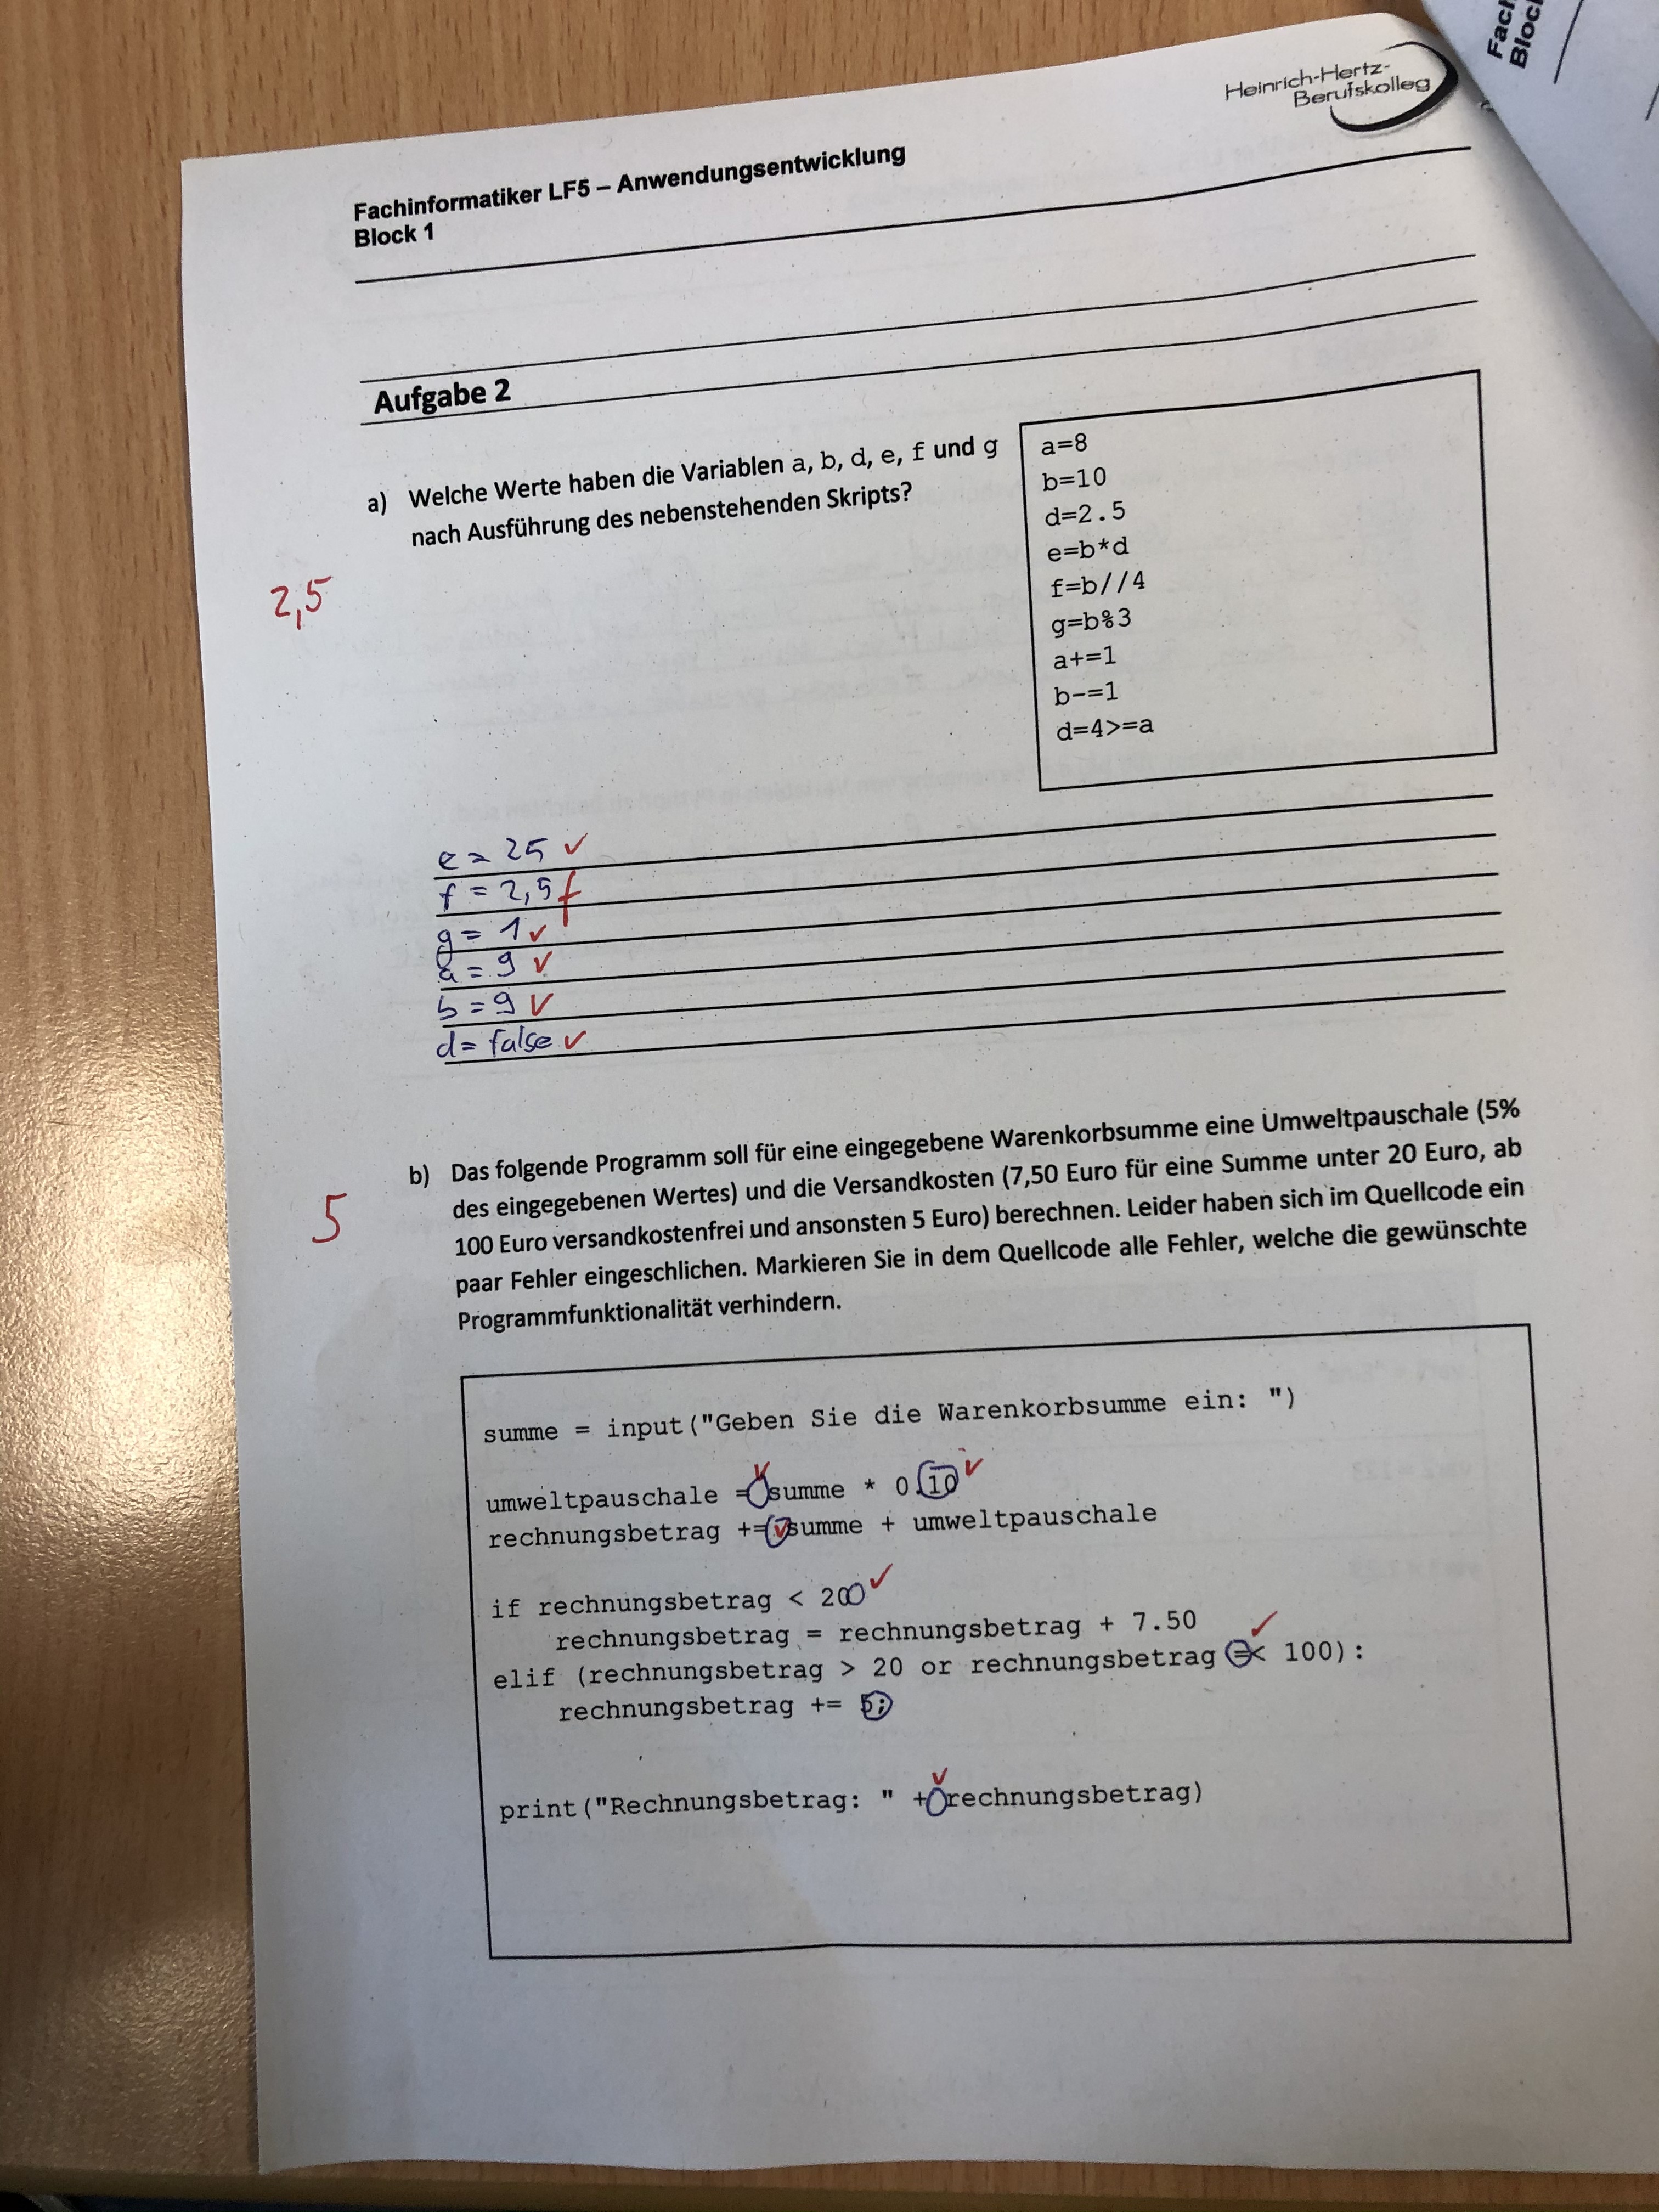 Heinrich-Hertz-
Berufskolleg
Fach
Block
Fachinformatiker LF5 – Anwendungsentwicklung
Block 1
Aufgabe 2
a) Welche Werte haben die Variablen a, b, d, e, f und g
nach Ausführung des nebenstehenden Skripts?
a=8
b=10
d=2.5
e=b*d
f=b//4
g=b%3
a+=1
b-=1
d=4>=a
2,5
e = 25 ✓
f = 2,5 f
g = 1 ✓
a = 9 ✓
b = 9 ✓
d = false ✓
5
b) Das folgende Programm soll für eine eingegebene Warenkorbsumme eine Umweltpauschale (5%
des eingegebenen Wertes) und die Versandkosten (7,50 Euro für eine Summe unter 20 Euro, ab
100 Euro versandkostenfrei und ansonsten 5 Euro) berechnen. Leider haben sich im Quellcode ein
paar Fehler eingeschlichen. Markieren Sie in dem Quellcode alle Fehler, welche die gewünschte
Programmfunktionalität verhindern.
summe = input("Geben Sie die Warenkorbsumme ein: ")
umweltpauschale = summe * 0.10
rechnungsbetrag += summe + umweltpauschale
if rechnungsbetrag < 20
rechnungsbetrag = rechnungsbetrag + 7.50
elif (rechnungsbetrag > 20 or rechnungsbetrag =< 100):
rechnungsbetrag += 5;
print("Rechnungsbetrag: " + rechnungsbetrag)